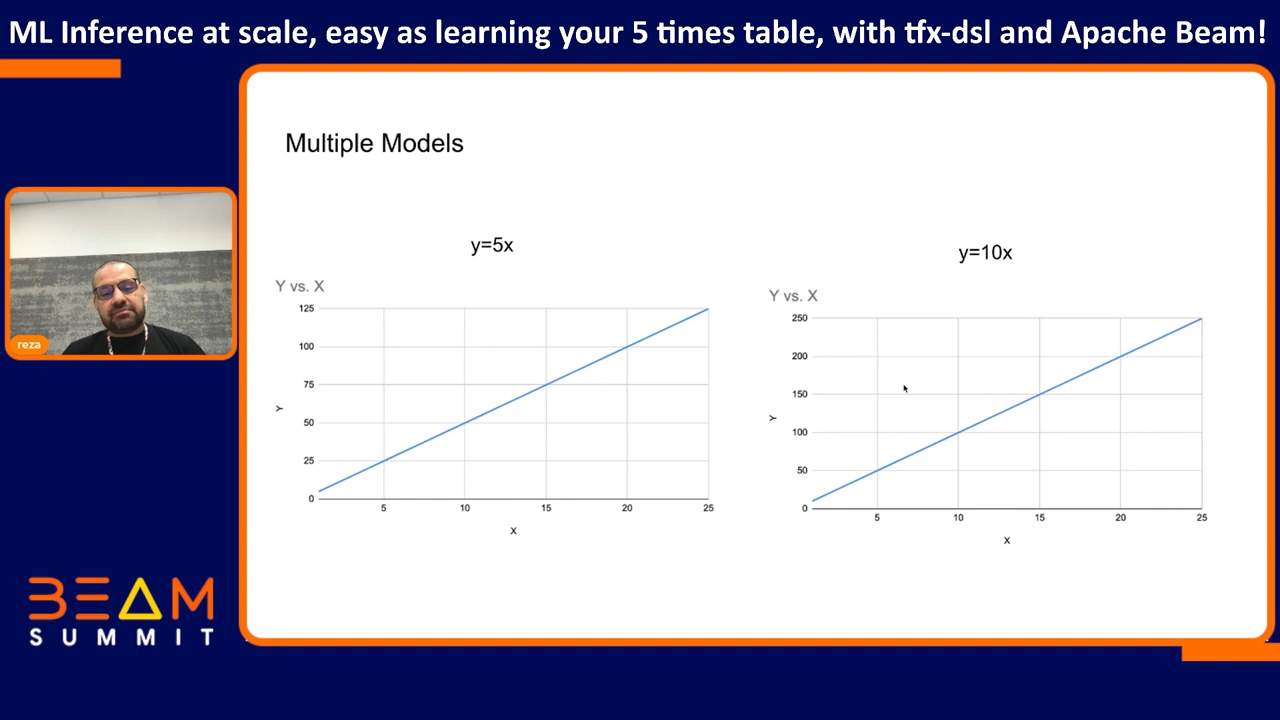 ML Inference at scale, easy as learning your 5 times table, with tfx-dsl and Apache Beam!
Multiple Models
reza
y=5x
Y vs. X
125
100
75
50
25
0
Y
5 10 15 20 25
X
y=10x
Y vs. X
250
200
150
100
50
0
Y
5 10 15 20 25
X
BEAM
SUMMIT